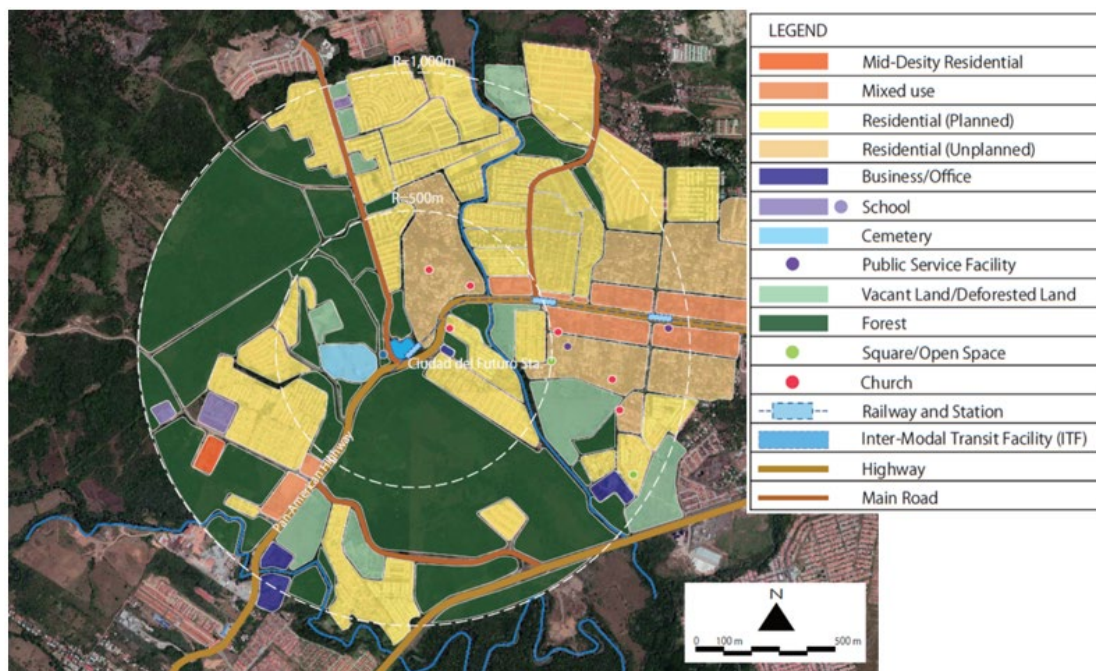 R=1,000m
R=500m
Ciudad del Futuro Sta.
Pan-American Highway
LEGEND
Mid-Desity Residential
Mixed use
Residential (Planned)
Residential (Unplanned)
Business/Office
School
Cemetery
Public Service Facility
Vacant Land/Deforested Land
Forest
Square/Open Space
Church
Railway and Station
Inter-Modal Transit Facility (ITF)
Highway
Main Road
N
0 100 m 500 m